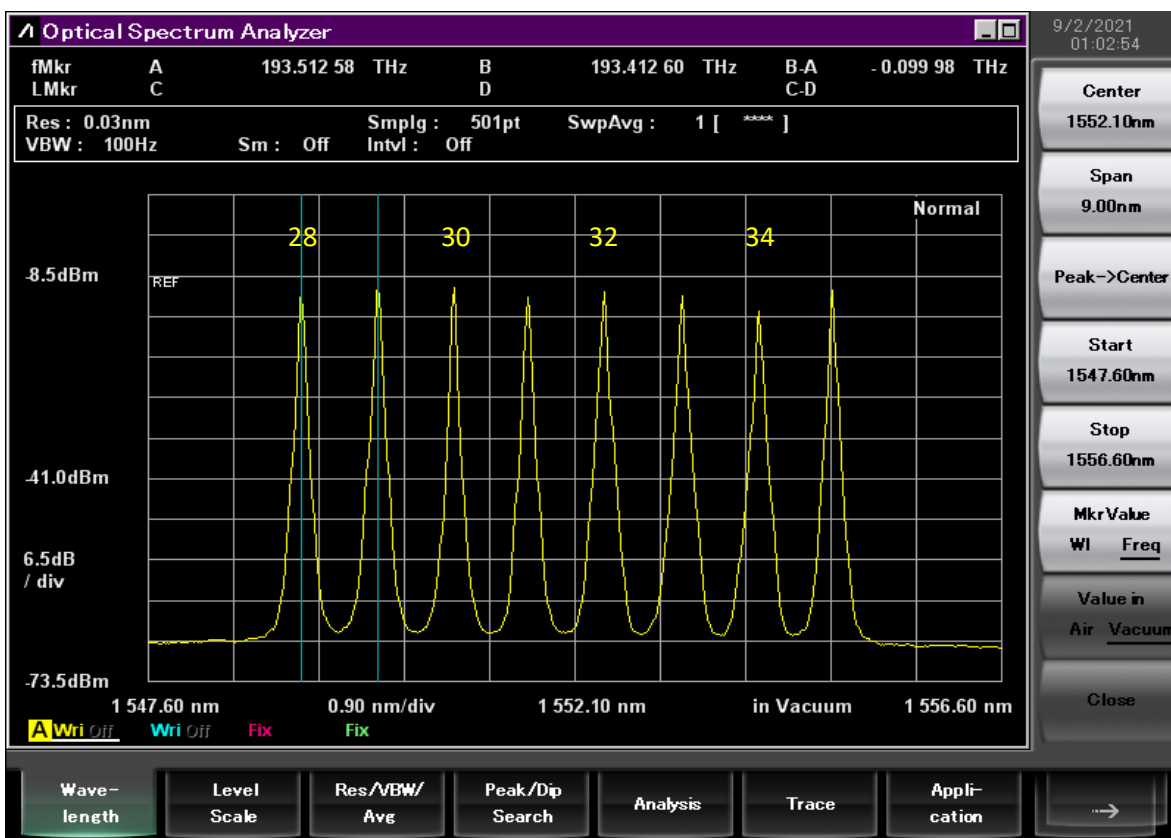 Optical Spectrum Analyzer
9/2/2021
01:02:54
fMkr A 193.512 58 THz B 193.412 60 THz B-A -0.099 98 THz
LMkr C D C-D
Res : 0.03nm Smplg : 501pt SwpAvg : 1 [ **** ]
VBW : 100Hz Sm : Off Intvl : Off
Normal
28 30 32 34
-8.5dBm
REF
-41.0dBm
6.5dB
/ div
-73.5dBm
1 547.60 nm 0.90 nm/div 1 552.10 nm in Vacuum 1 556.60 nm
A Wri Off Wri Off Fix Fix
Center
1552.10nm
Span
9.00nm
Peak->Center
Start
1547.60nm
Stop
1556.60nm
Mkr Value
Wl Freq
Value in
Air Vacuum
Close
Wave-
length
Level
Scale
Res/VBW/
Avg
Peak/Dip
Search
Analysis
Trace
Appli-
cation
→